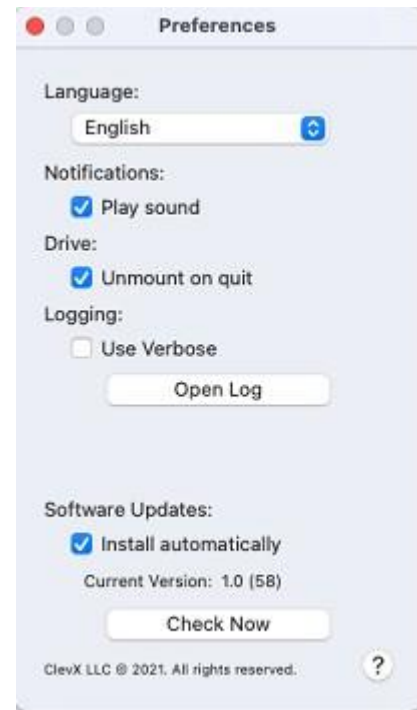 Preferences
Language:
English
Notifications:
Play sound
Drive:
Unmount on quit
Logging:
Use Verbose
Open Log
Software Updates:
Install automatically
Current Version: 1.0 (58)
Check Now
ClevX LLC © 2021. All rights reserved. ?